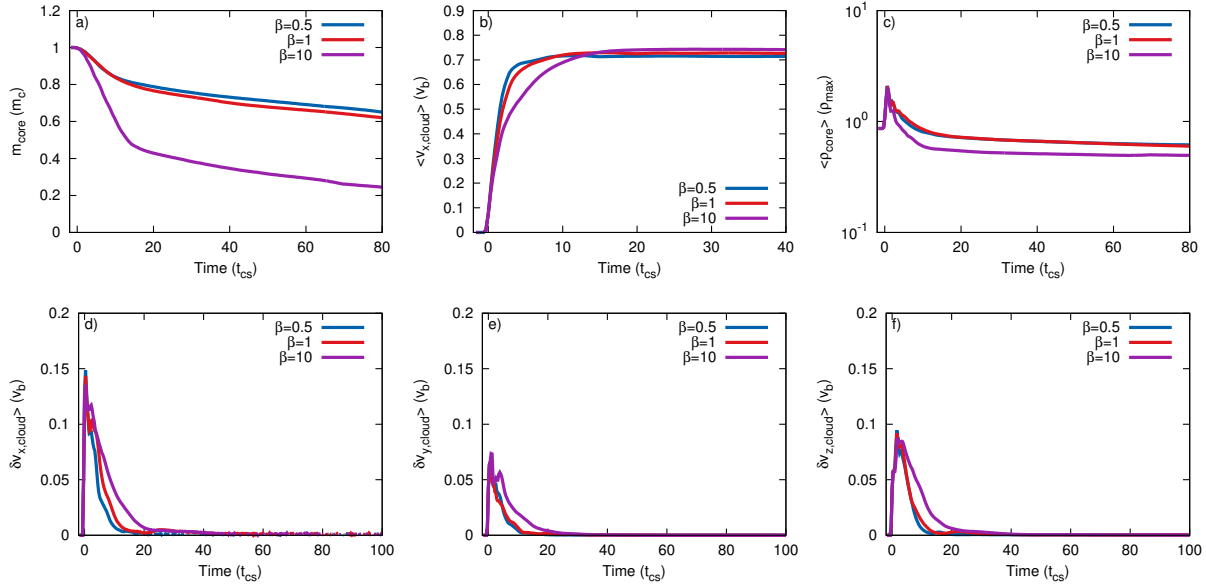 a)
β=0.5
β=1
β=10
m_core (m_c)
1.2
1
0.8
0.6
0.4
0.2
0
0 20 40 60 80
Time (t_cs)
b)
<v_x,cloud> (v_b)
1
0.9
0.8
0.7
0.6
0.5
0.4
0.3
0.2
0.1
0
β=0.5
β=1
β=10
0 10 20 30 40
Time (t_cs)
c)
β=0.5
β=1
β=10
<ρ_core> (ρ_max)
10^1
10^0
10^-1
0 20 40 60 80
Time (t_cs)
d)
β=0.5
β=1
β=10
δv_x,cloud> (v_b)
0.2
0.15
0.1
0.05
0
0 20 40 60 80 100
Time (t_cs)
e)
β=0.5
β=1
β=10
δv_y,cloud> (v_b)
0.2
0.15
0.1
0.05
0
0 20 40 60 80 100
Time (t_cs)
f)
β=0.5
β=1
β=10
δv_z,cloud> (v_b)
0.2
0.15
0.1
0.05
0
0 20 40 60 80 100
Time (t_cs)